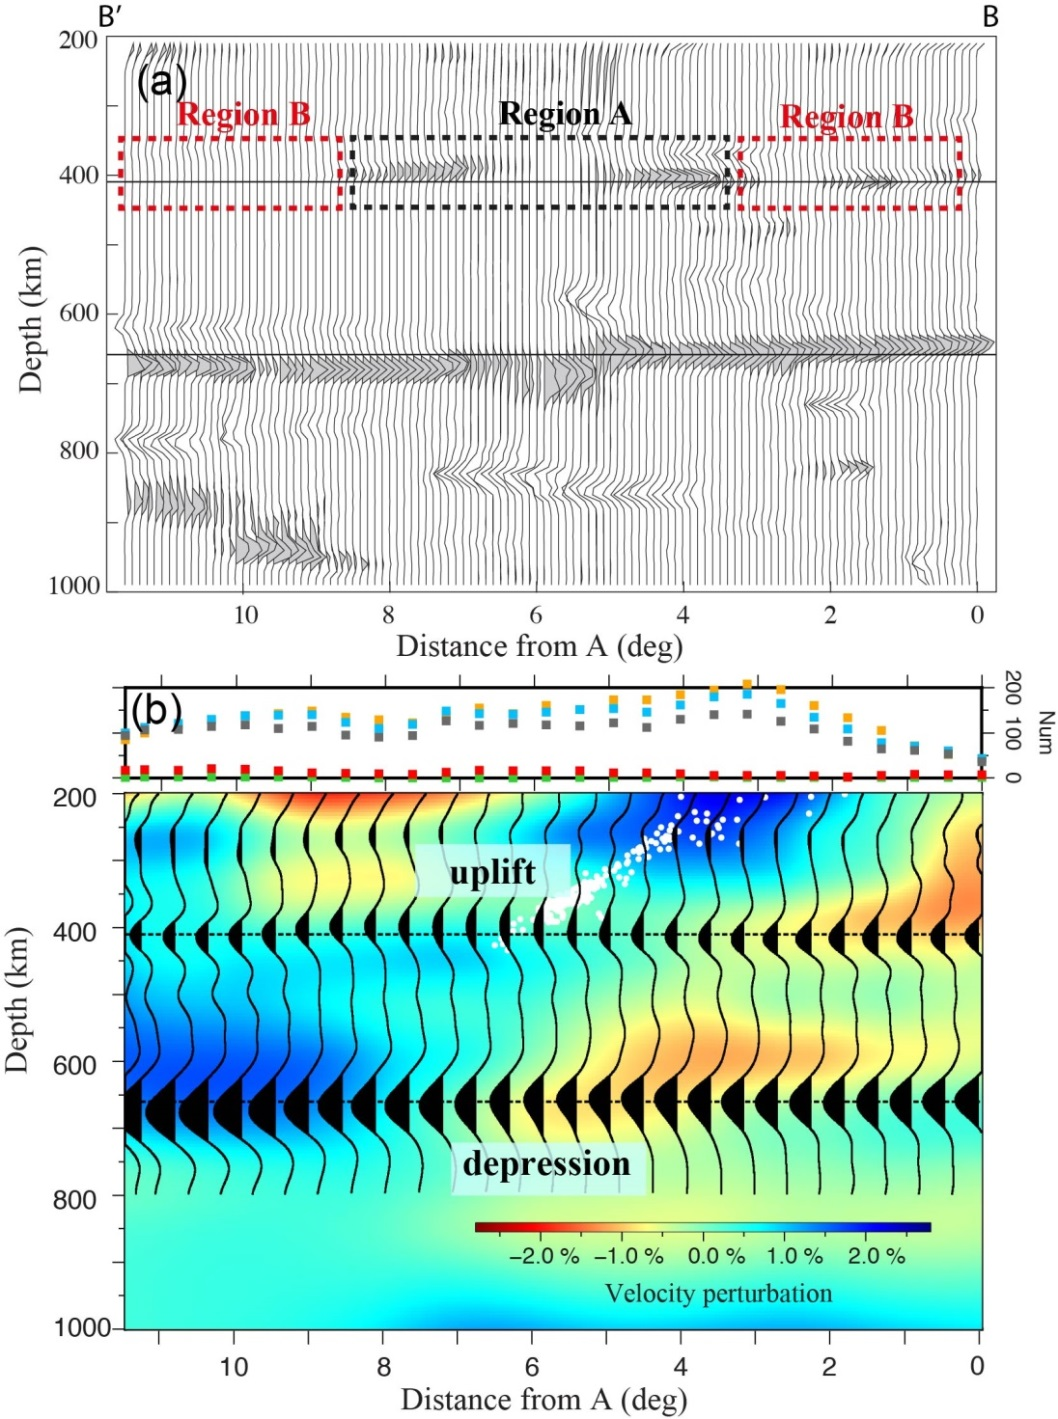 B′ B
200
(a)
Region B Region A Region B
400
600
800
1000
Depth (km)
10 8 6 4 2 0
Distance from A (deg)
(b)
200
100
0
Num
200
uplift
400
600
depression
800
−2.0 % −1.0 % 0.0 % 1.0 % 2.0 %
Velocity perturbation
1000
Depth (km)
10 8 6 4 2 0
Distance from A (deg)